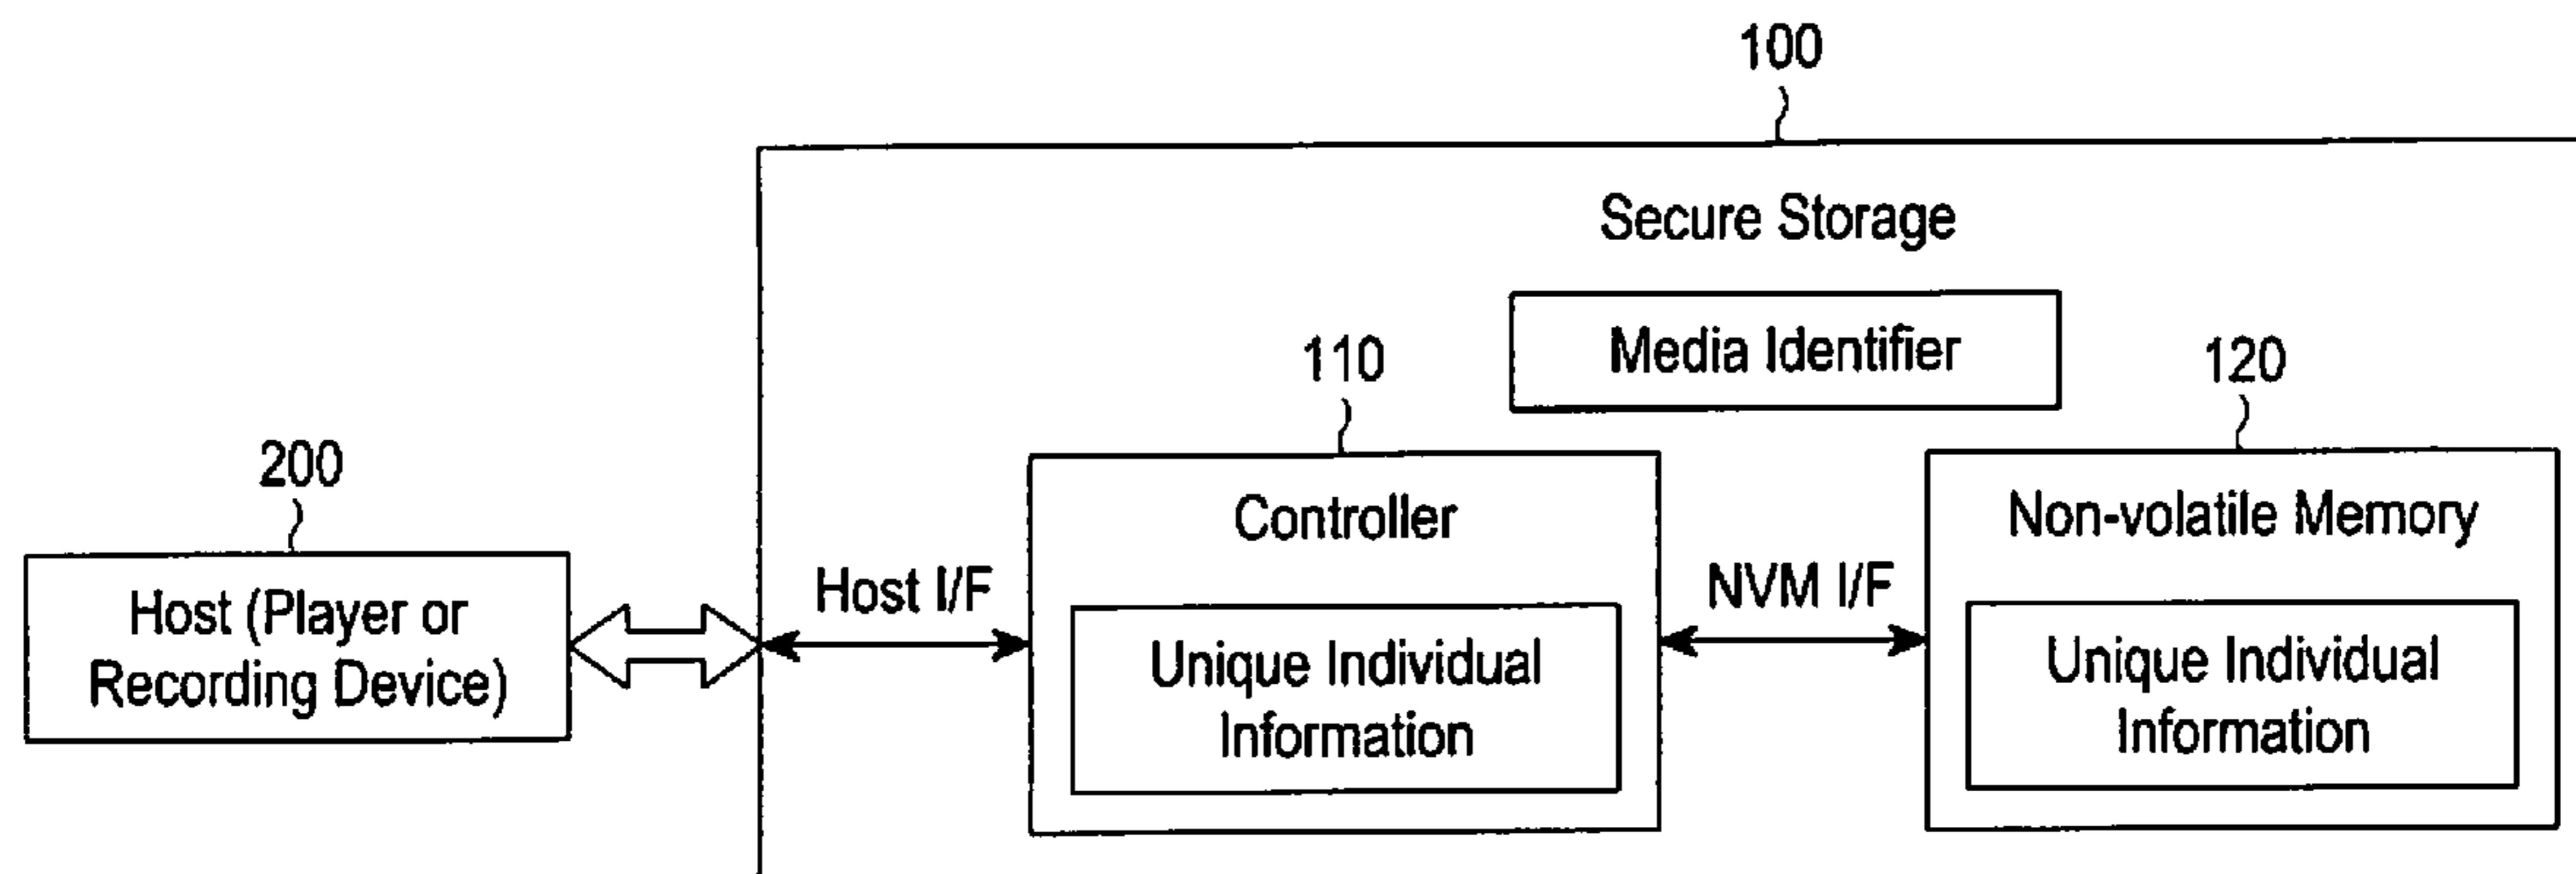 100
Secure Storage
Media Identifier
110
120
200
Controller
Non-volatile Memory
Host (Player or
Recording Device)
Host I/F
NVM I/F
Unique Individual
Information
Unique Individual
Information